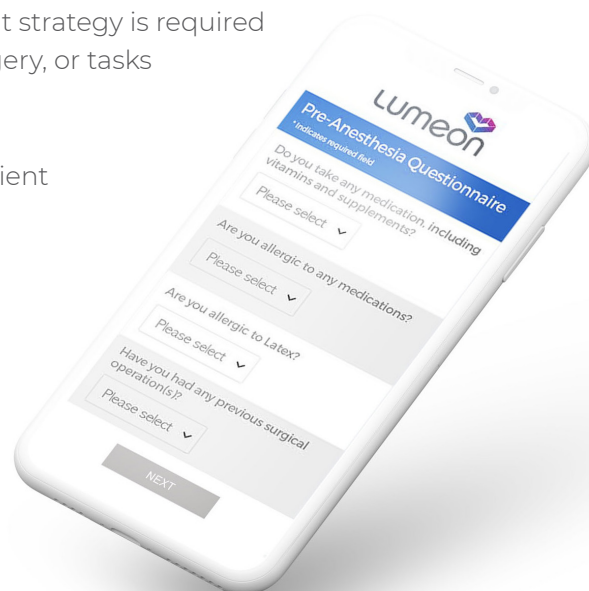 t strategy is required
gery, or tasks
ient
Lumeon
Pre-Anesthesia Questionnaire
*indicates required field
Do you take any medication, including
vitamins and supplements?
Please select
Are you allergic to any medications?
Please select
Are you allergic to Latex?
Please select
Have you had any previous surgical
operation(s)?
Please select
NEXT